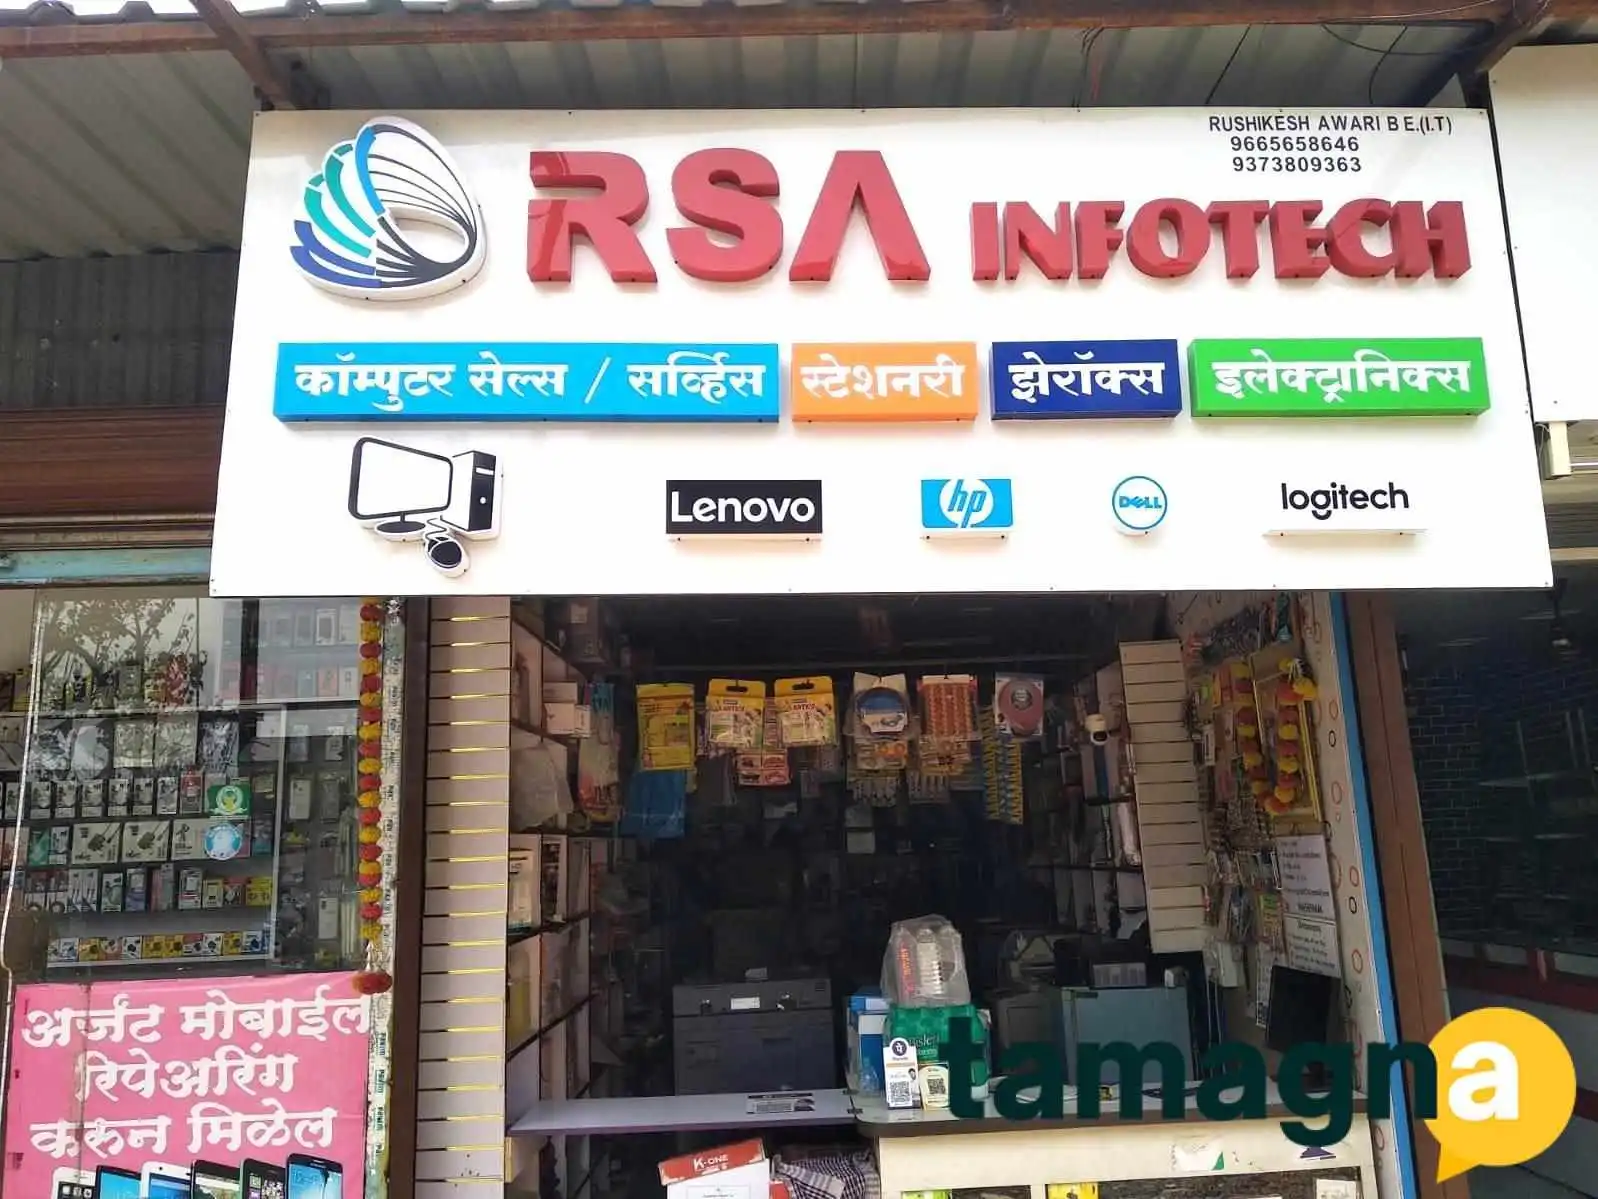 RUSHIKESH AWARI B E.(I.T)
9665658646
9373809363
RSA INFOTECH
कॉम्पुटर सेल्स / सर्व्हिस
स्टेशनरी
झेरॉक्स
इलेक्ट्रानिक्स
Lenovo
hp
DELL
logitech
अर्जंट मोबाईल
रिपेअरिंग
करुन मिळेल
K-ONE
tamagna